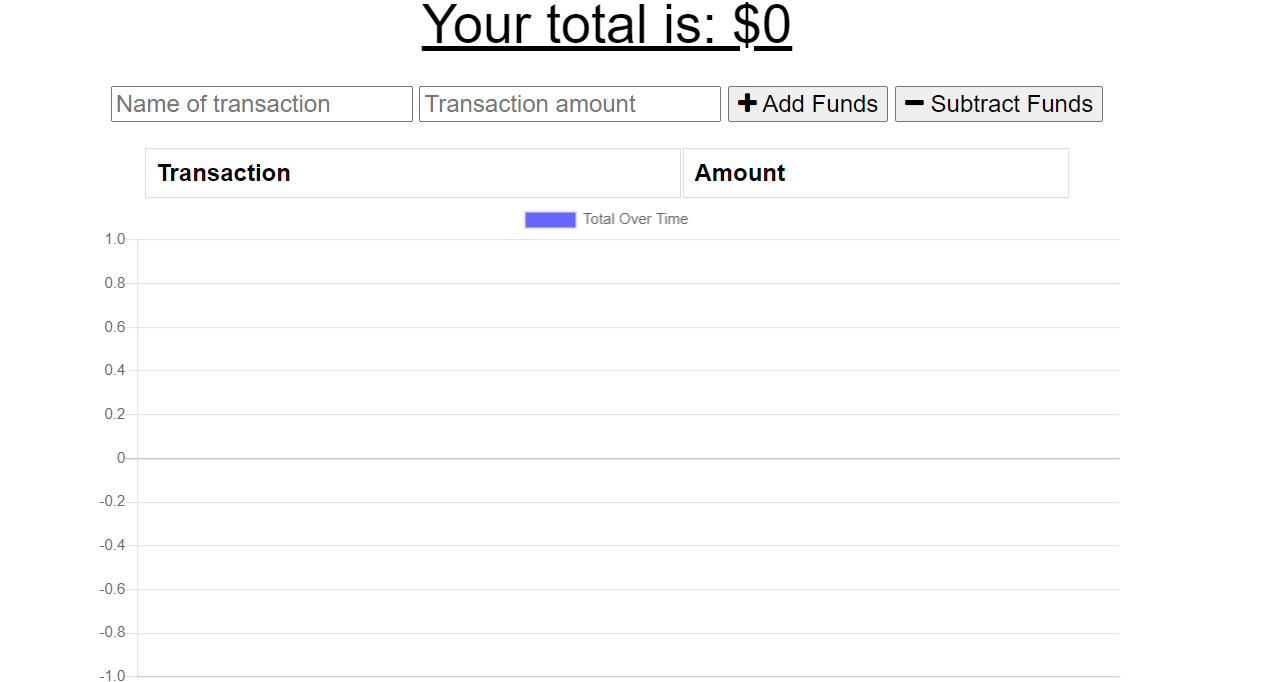 Your total is: $0
Name of transaction Transaction amount Add Funds Subtract Funds
Transaction Amount
Total Over Time
1.0
0.8
0.6
0.4
0.2
0
-0.2
-0.4
-0.6
-0.8
-1.0